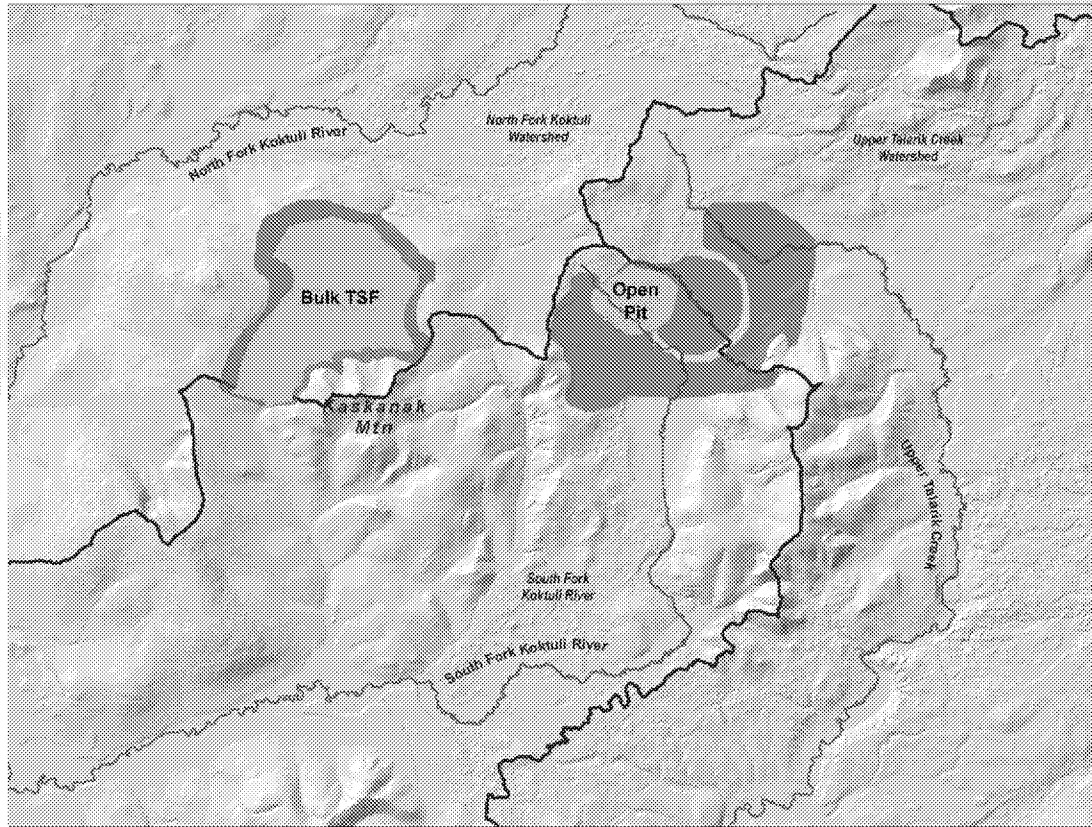 North Fork Koktuli
Watershed
Upper Talarik Creek
Watershed
North Fork Koktuli River
Bulk TSF
Open
Pit
Kaskanak
Mtn
Upper Talarik Creek
South Fork
Koktuli River
South Fork Koktuli River